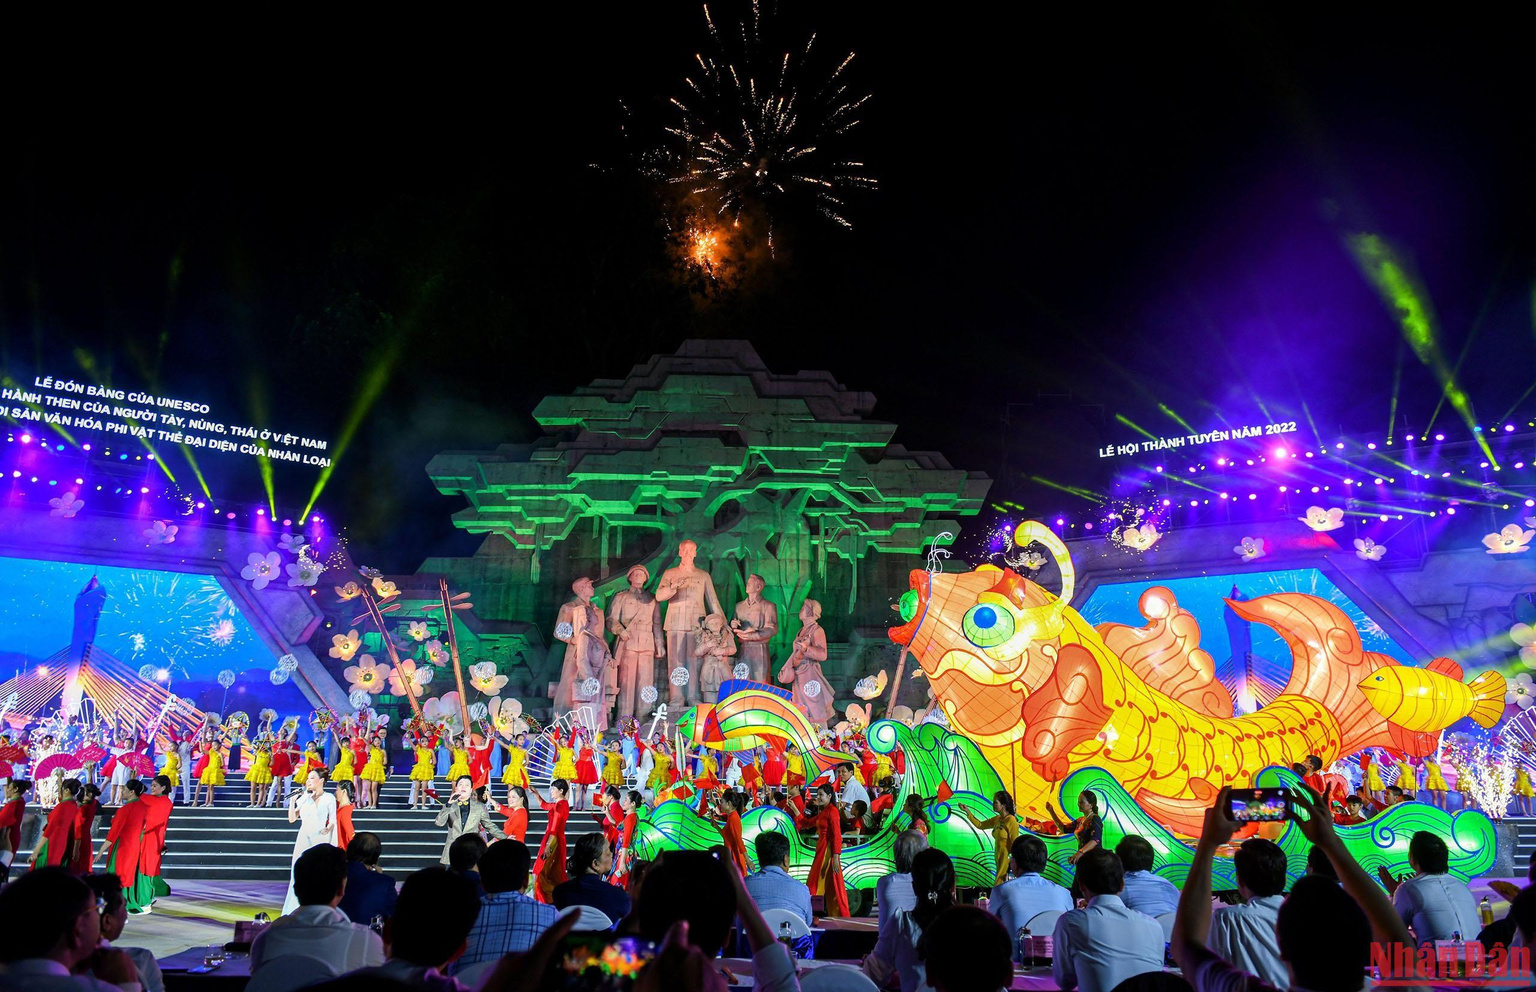 LỄ ĐÓN BẰNG CỦA UNESCO
HÀNH THEN CỦA NGƯỜI TÀY, NÙNG, THÁI Ở VIỆT NAM
DI SẢN VĂN HÓA PHI VẬT THỂ ĐẠI DIỆN CỦA NHÂN LOẠI
LỄ HỘI THÀNH TUYÊN NĂM 2022
Nhân Dân